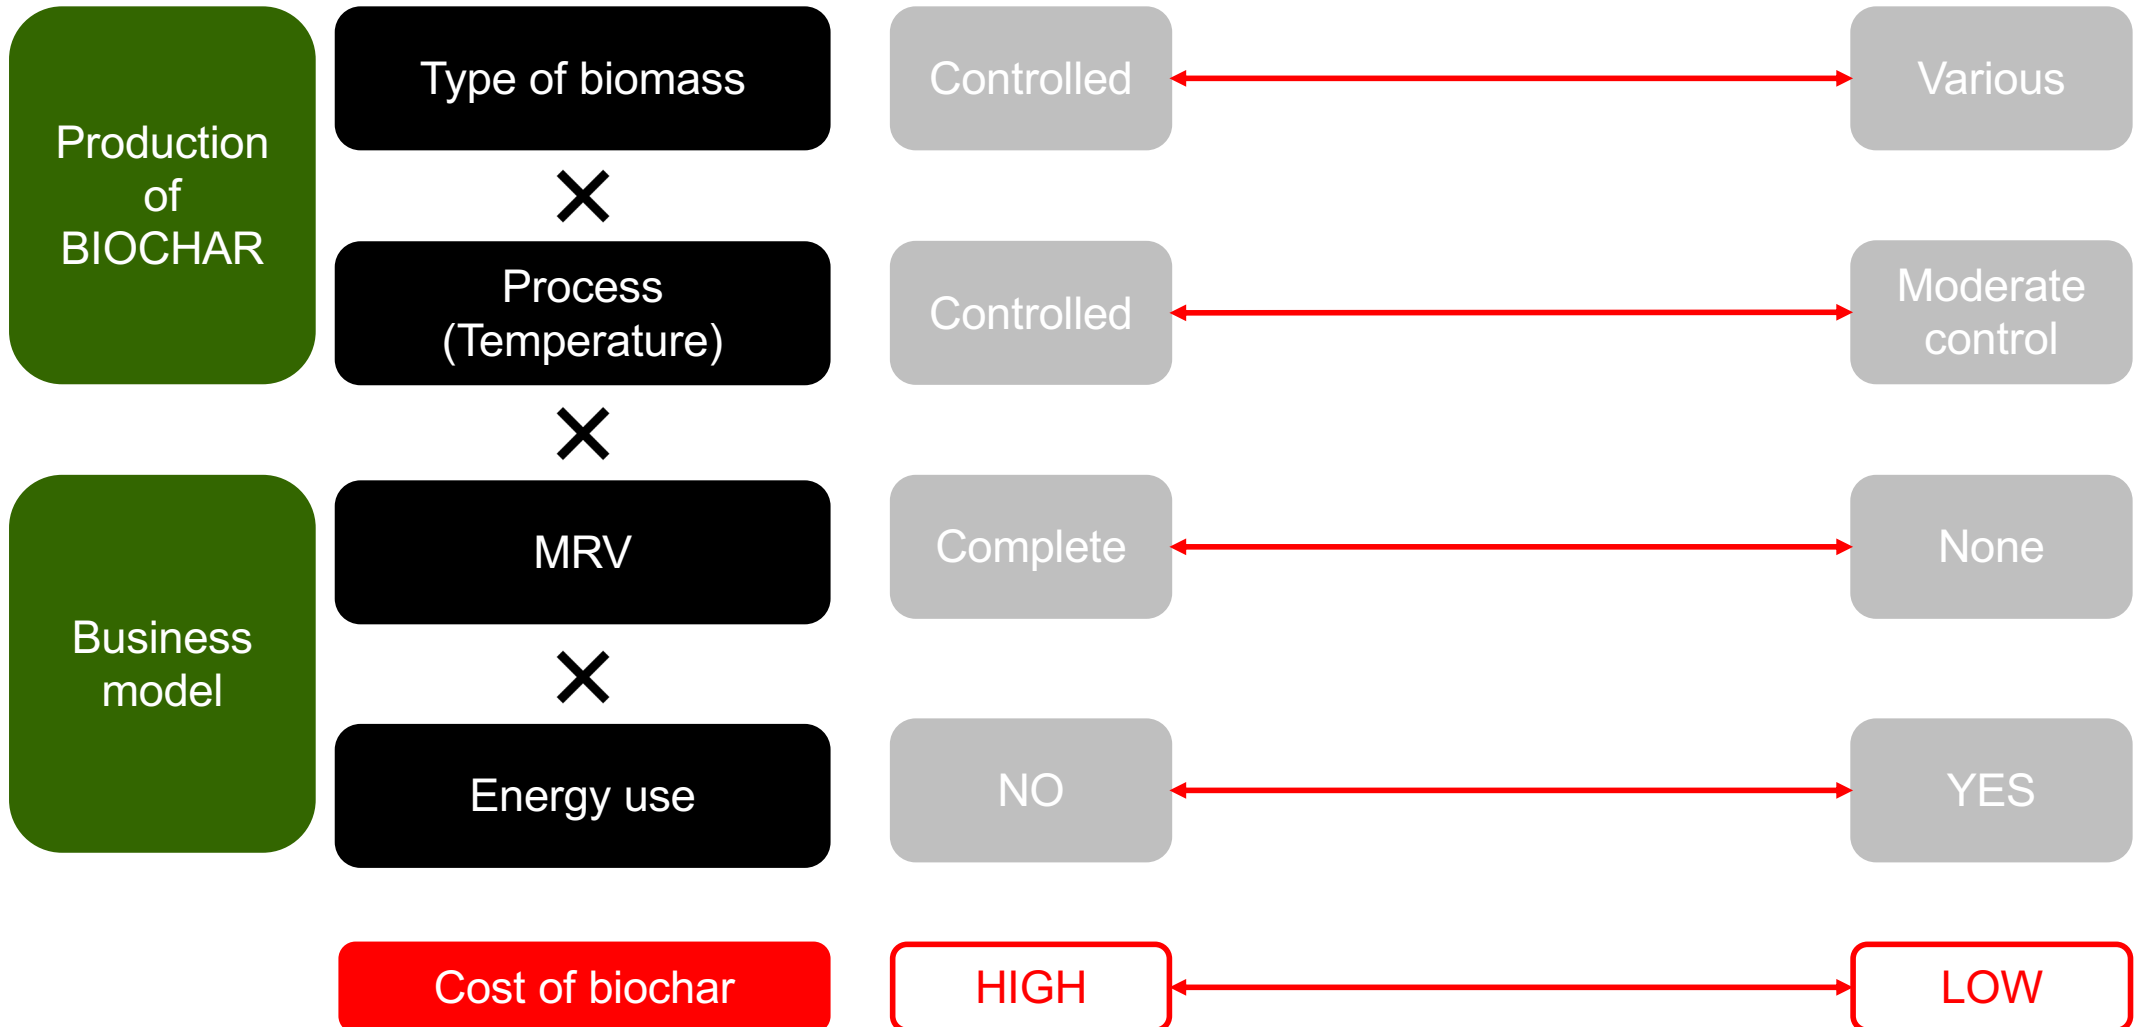 Production
of
BIOCHAR
Type of biomass
Controlled
Various
Process
(Temperature)
Controlled
Moderate
control
Business
model
MRV
Complete
None
Energy use
NO
YES
Cost of biochar
HIGH
LOW